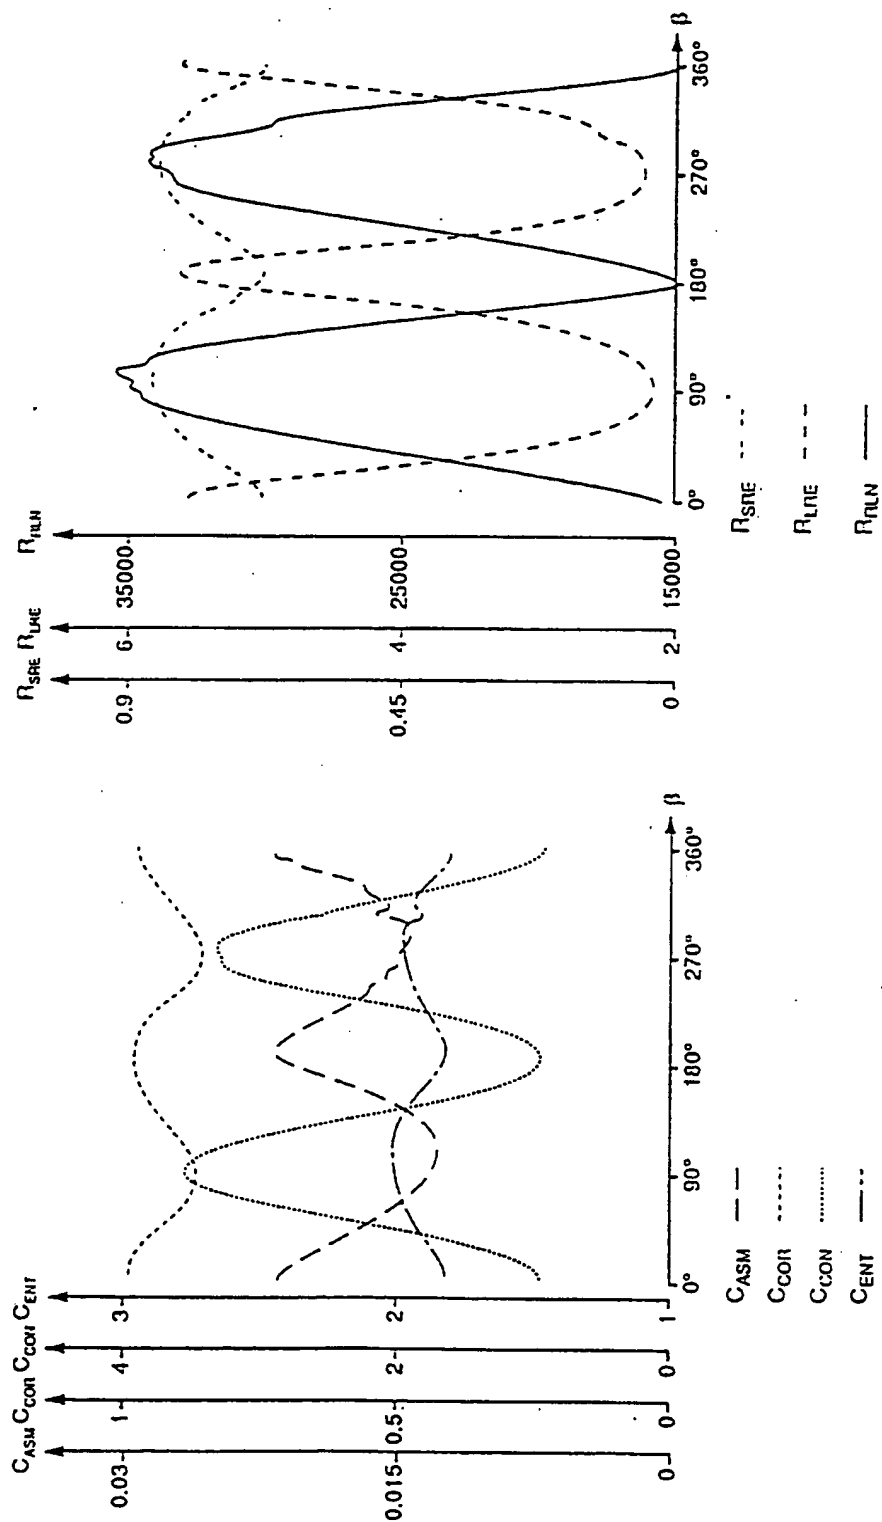 C_ASM C_COR C_CON C_ENT
0.03 1 4 3
0.015 0.5 2 2
0 0 0 1
0° 90° 180° 270° 360° β
C_ASM
C_COR
C_CON
C_ENT
R_SRE R_LRE R_RLN
0.9 6 35000
0.45 4 25000
0 2 15000
0° 90° 180° 270° 360° β
R_SRE
R_LRE
R_RLN